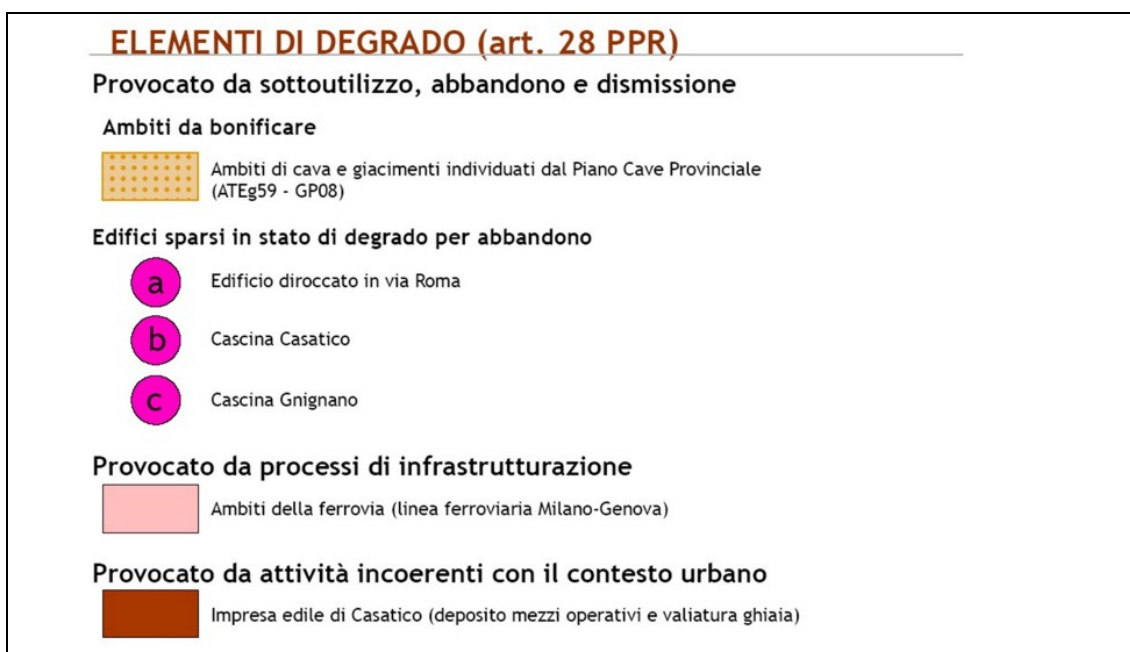 ELEMENTI DI DEGRADO (art. 28 PPR)
Provocato da sottoutilizzo, abbandono e dismissione
Ambiti da bonificare
Ambiti di cava e giacimenti individuati dal Piano Cave Provinciale
(ATEg59 - GP08)
Edifici sparsi in stato di degrado per abbandono
a Edificio diroccato in via Roma
b Cascina Casatico
c Cascina Gnignano
Provocato da processi di infrastrutturazione
Ambiti della ferrovia (linea ferroviaria Milano-Genova)
Provocato da attività incoerenti con il contesto urbano
Impresa edile di Casatico (deposito mezzi operativi e valiatura ghiaia)